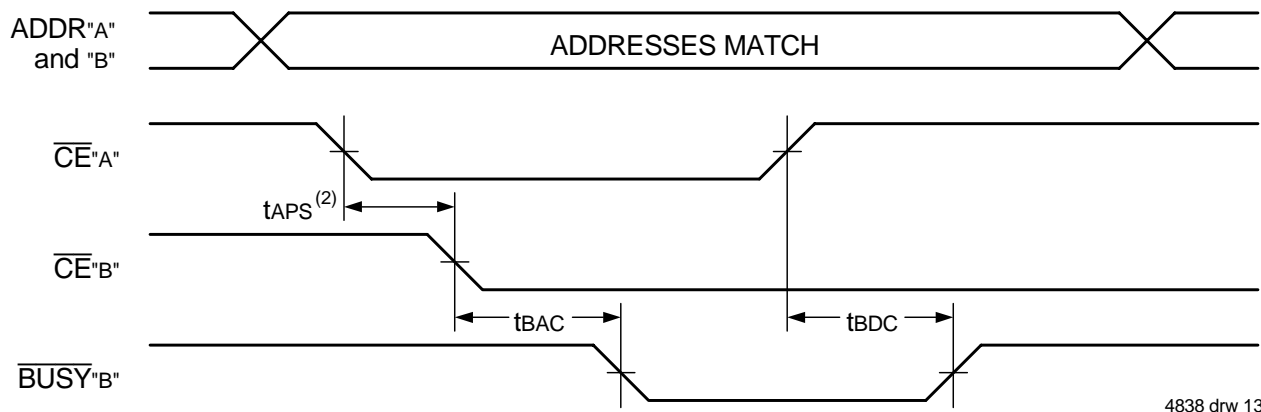 ADDR"A"
and "B"
ADDRESSES MATCH
CE"A"
tAPS(2)
CE"B"
tBAC
tBDC
BUSY"B"
4838 drw 13